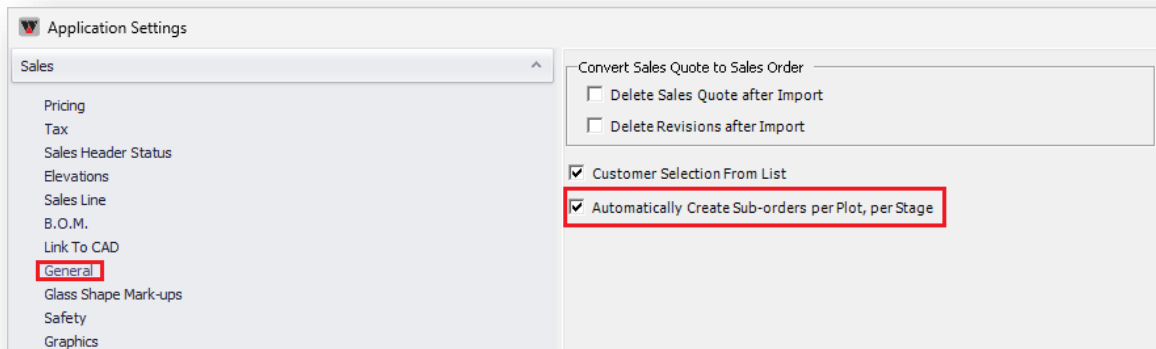 Application Settings
Sales
Pricing
Tax
Sales Header Status
Elevations
Sales Line
B.O.M.
Link To CAD
General
Glass Shape Mark-ups
Safety
Graphics
Convert Sales Quote to Sales Order
Delete Sales Quote after Import
Delete Revisions after Import
Customer Selection From List
Automatically Create Sub-orders per Plot, per Stage